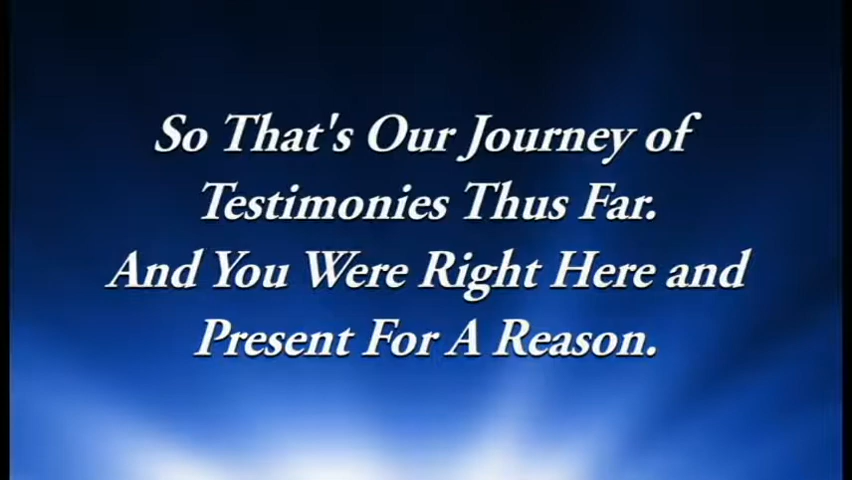 So That's Our Journey of
Testimonies Thus Far.
And You Were Right Here and
Present For A Reason.